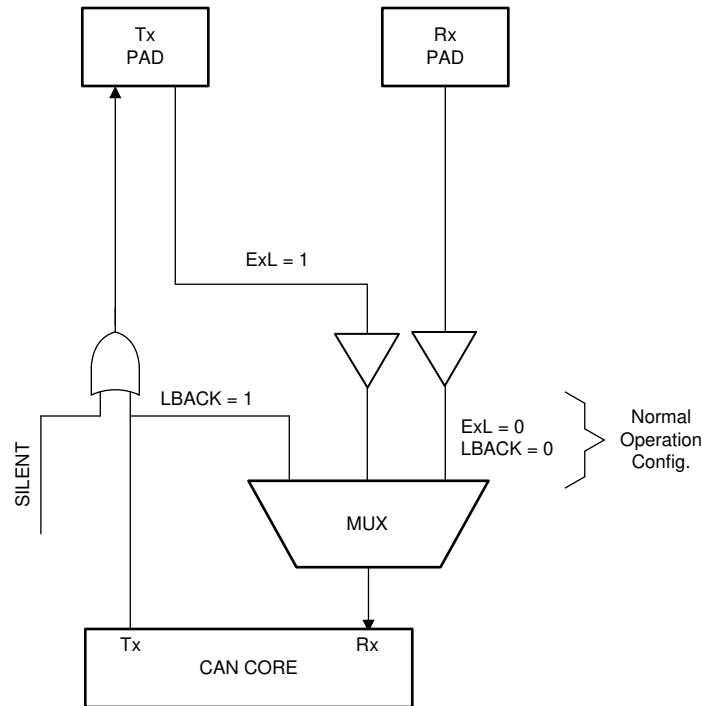 Tx
PAD
Rx
PAD
ExL = 1
LBACK = 1
ExL = 0
LBACK = 0
Normal
Operation
Config.
SILENT
MUX
Tx
Rx
CAN CORE